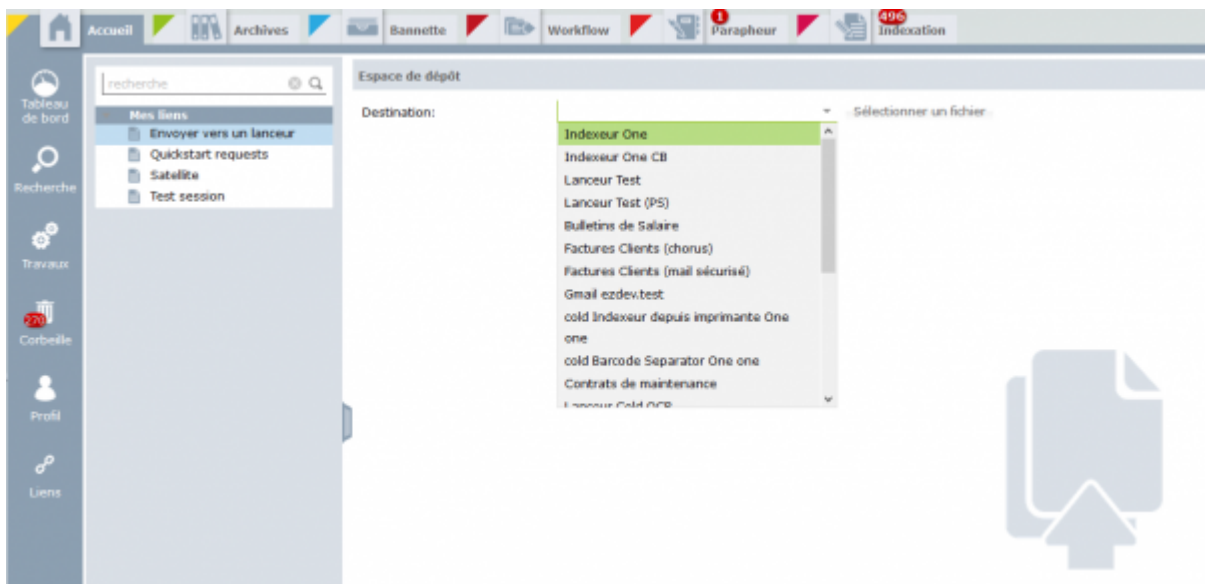 Accueil
Archives
Bannette
Workflow
1
Parapheur
496
Indexation
Tableau
de bord
Recherche
Travaux
270
Corbeille
Profil
Liens
recherche
Mes liens
Envoyer vers un lanceur
Quickstart requests
Satellite
Test session
Espace de dépôt
Destination:
Sélectionner un fichier
Indexeur One
Indexeur One CB
Lanceur Test
Lanceur Test (PS)
Bulletins de Salaire
Factures Clients (chorus)
Factures Clients (mail sécurisé)
Gmail ezdev.test
cold Indexeur depuis imprimante One
one
cold Barcode Separator One one
Contrats de maintenance
Lanceur Cold OCR